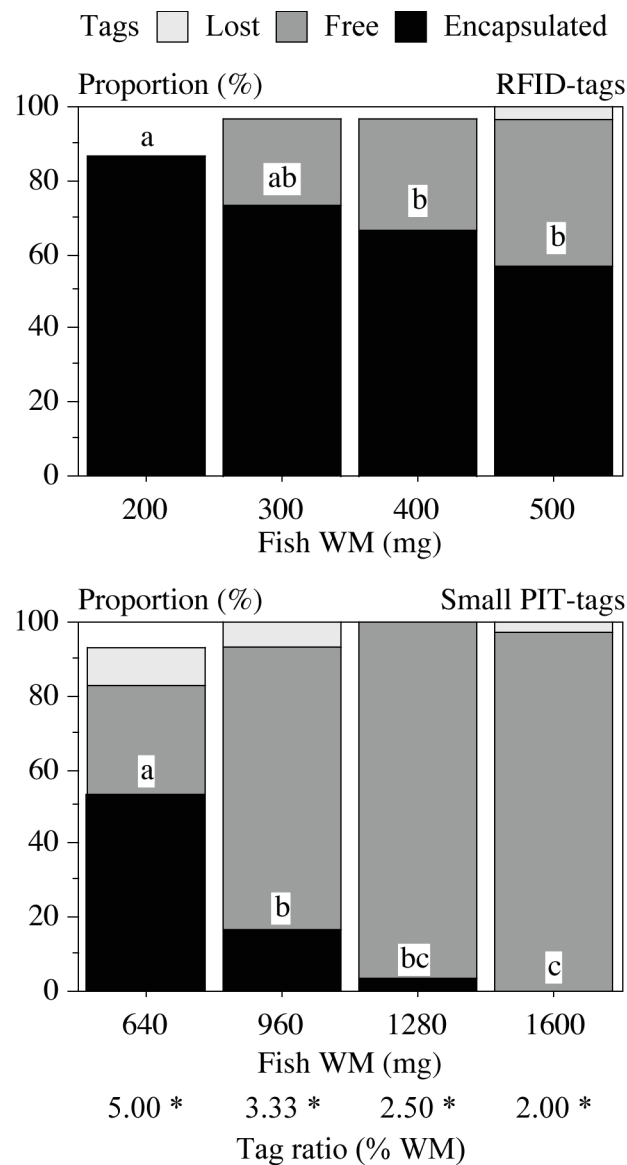 Tags Lost Free Encapsulated
Proportion (%) RFID-tags
100
80
60
40
20
0
a
ab
b
b
200 300 400 500
Fish WM (mg)
Proportion (%) Small PIT-tags
100
80
60
40
20
0
a
b
bc
c
640 960 1280 1600
Fish WM (mg)
5.00 * 3.33 * 2.50 * 2.00 *
Tag ratio (% WM)